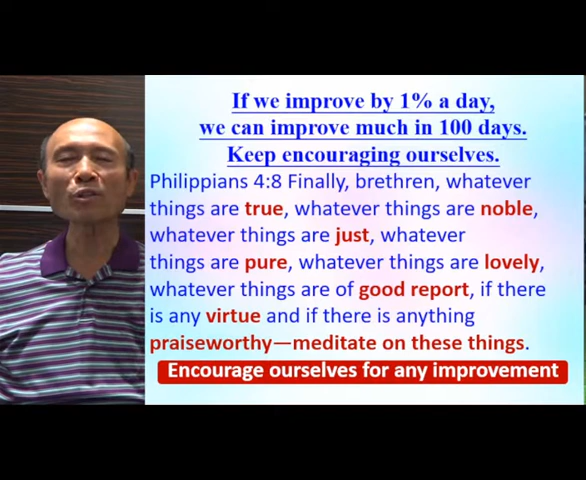 If we improve by 1% a day,
we can improve much in 100 days.
Keep encouraging ourselves.
Philippians 4:8 Finally, brethren, whatever
things are true, whatever things are noble,
whatever things are just, whatever
things are pure, whatever things are lovely,
whatever things are of good report, if there
is any virtue and if there is anything
praiseworthy—meditate on these things.
Encourage ourselves for any improvement